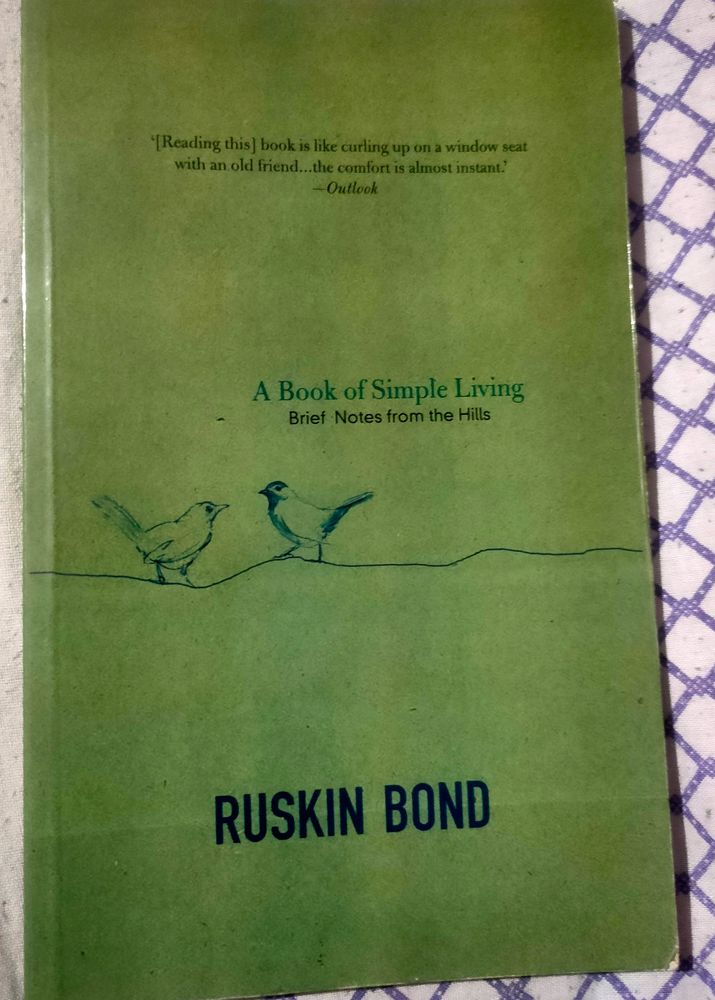 ‘[Reading this] book is like curling up on a window seat
with an old friend...the comfort is almost instant.’
—Outlook
A Book of Simple Living
Brief Notes from the Hills
RUSKIN BOND